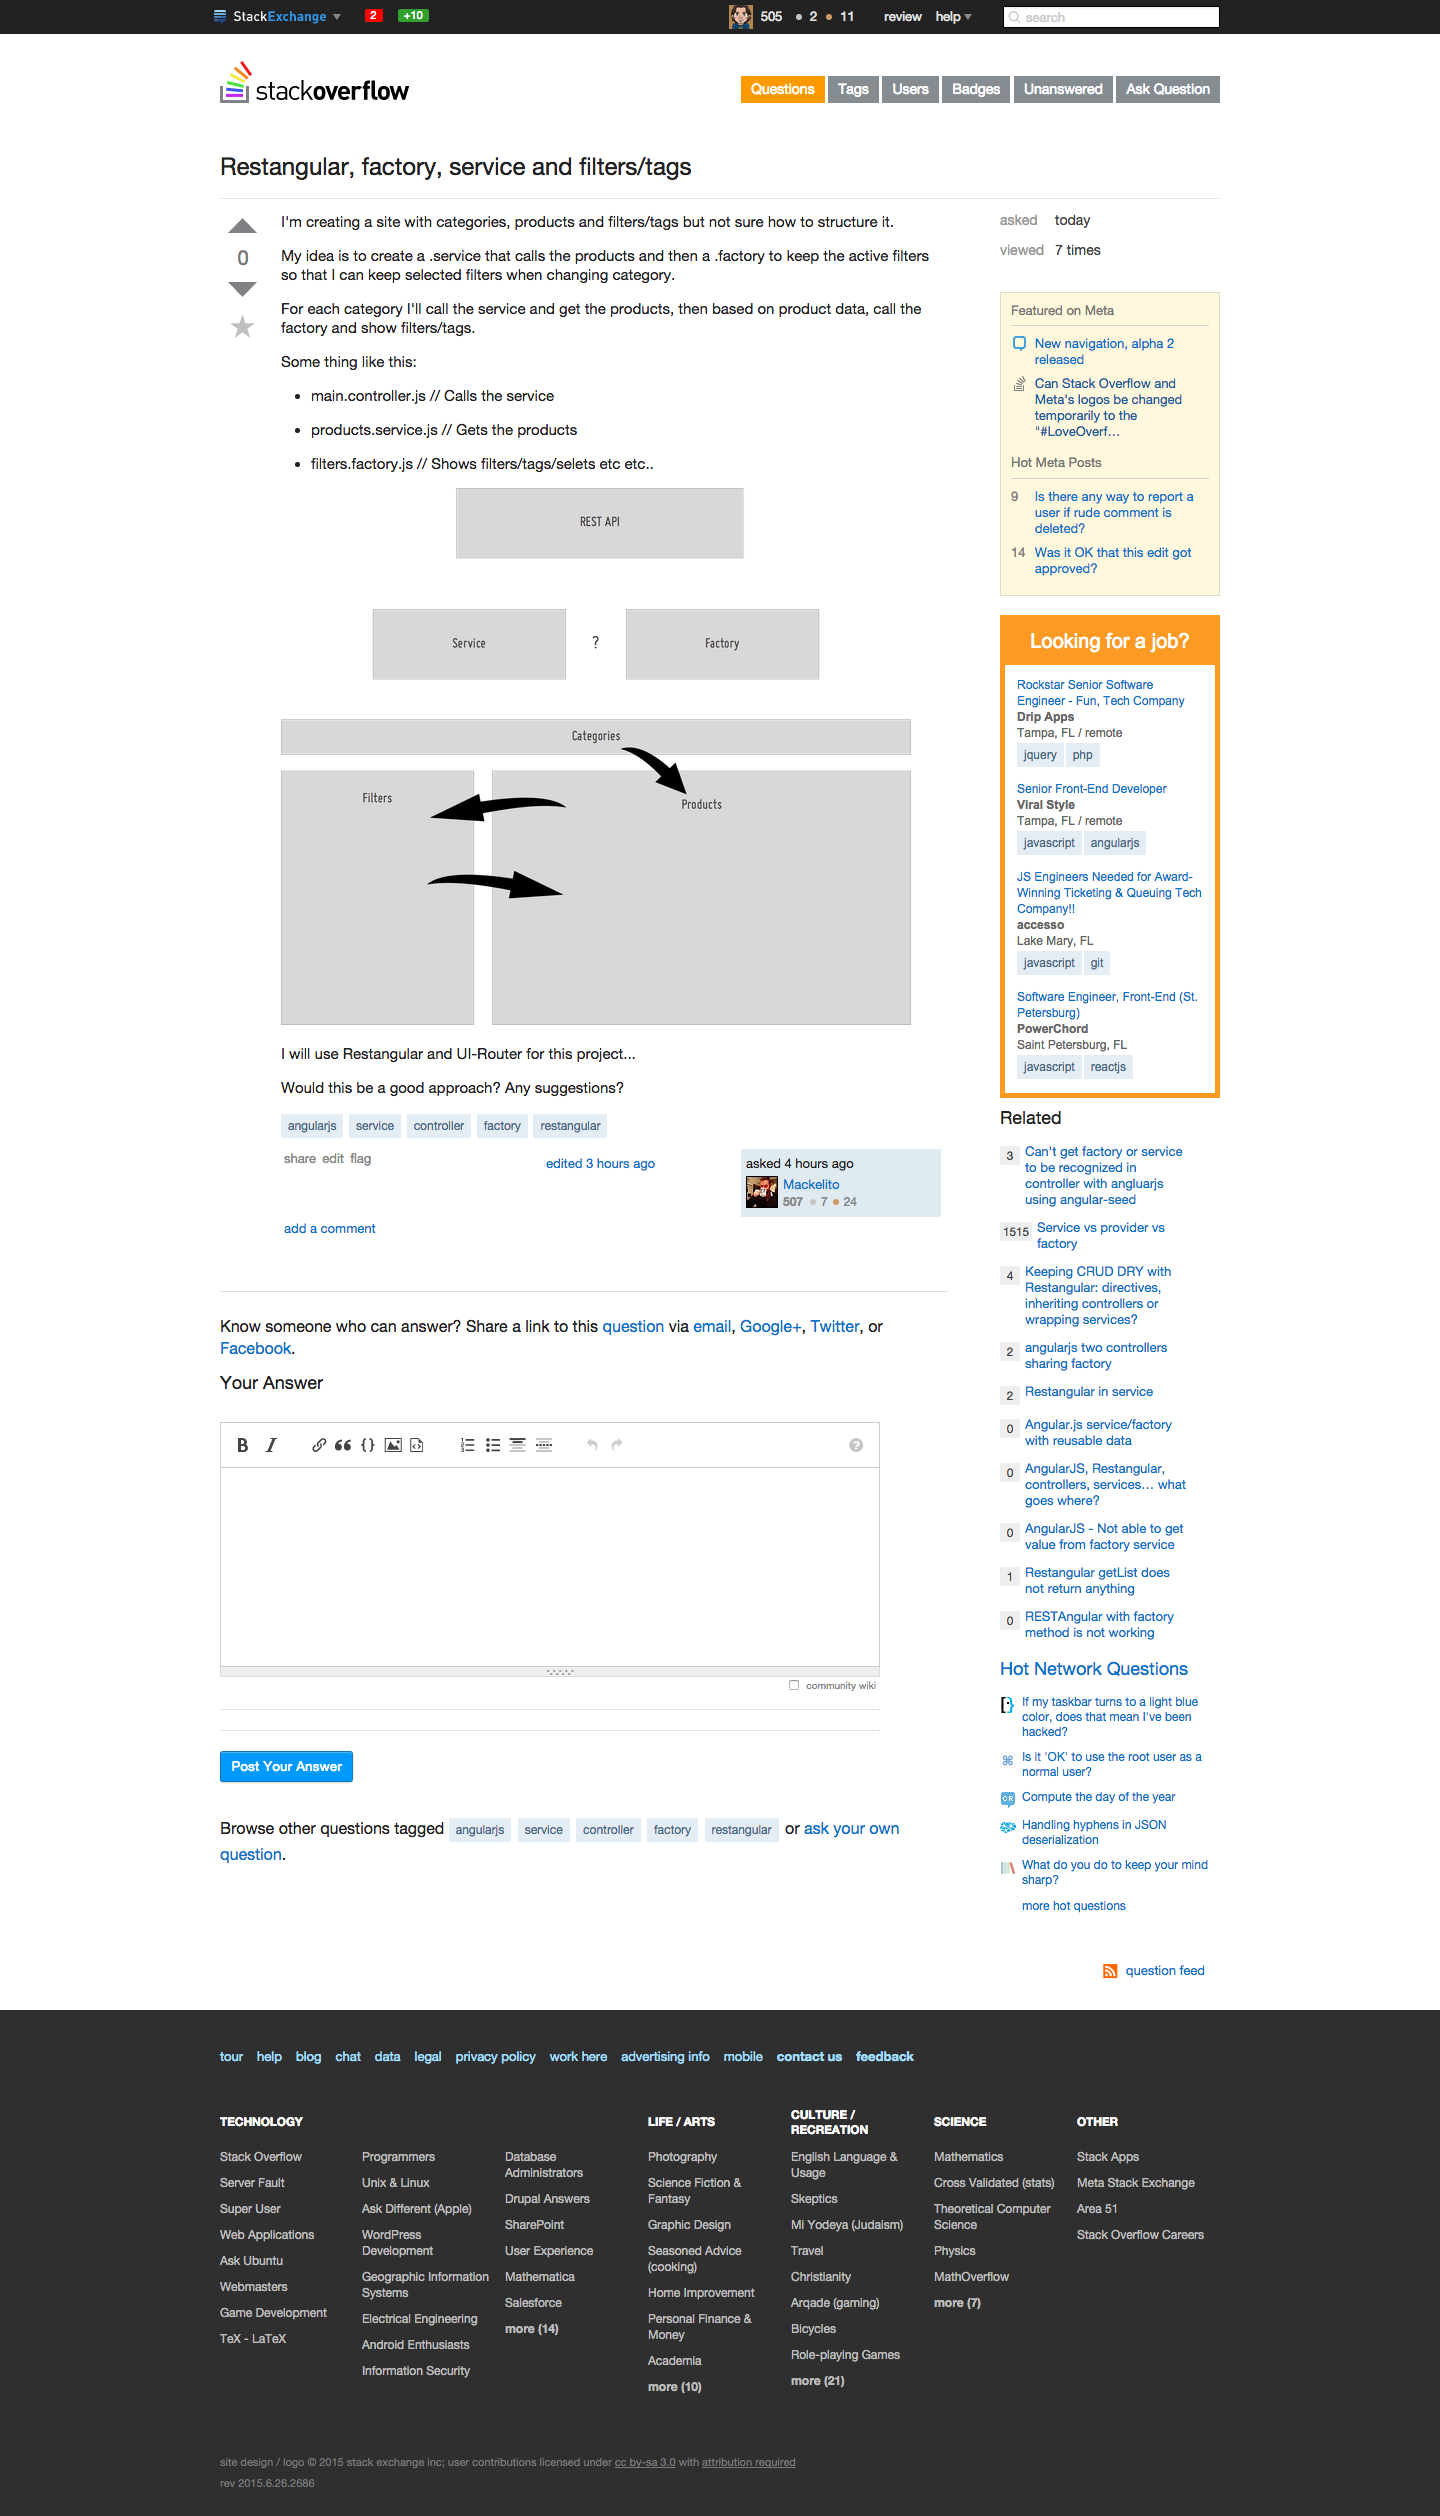 StackExchange 2 +10 505 2 11 review help search
stackoverflow
Questions Tags Users Badges Unanswered Ask Question
Restangular, factory, service and filters/tags
0
I'm creating a site with categories, products and filters/tags but not sure how to structure it.
My idea is to create a .service that calls the products and then a .factory to keep the active filters
so that I can keep selected filters when changing category.
For each category I'll call the service and get the products, then based on product data, call the
factory and show filters/tags.
Some thing like this:
main.controller.js // Calls the service
products.service.js // Gets the products
filters.factory.js // Shows filters/tags/selets etc etc..
REST API
Service ? Factory
Categories
Filters
Products
I will use Restangular and UI-Router for this project...
Would this be a good approach? Any suggestions?
angularjs service controller factory restangular
share edit flag
edited 3 hours ago
asked 4 hours ago
Mackelito
507 7 24
add a comment
Know someone who can answer? Share a link to this question via email, Google+, Twitter, or
Facebook.
Your Answer
B I
community wiki
Post Your Answer
Browse other questions tagged angularjs service controller factory restangular or ask your own
question.
asked today
viewed 7 times
Featured on Meta
New navigation, alpha 2
released
Can Stack Overflow and
Meta's logos be changed
temporarily to the
"#LoveOverf…
Hot Meta Posts
9 Is there any way to report a
user if rude comment is
deleted?
14 Was it OK that this edit got
approved?
Looking for a job?
Rockstar Senior Software
Engineer - Fun, Tech Company
Drip Apps
Tampa, FL / remote
jquery php
Senior Front-End Developer
Viral Style
Tampa, FL / remote
javascript angularjs
JS Engineers Needed for Award-
Winning Ticketing & Queuing Tech
Company!!
accesso
Lake Mary, FL
javascript git
Software Engineer, Front-End (St.
Petersburg)
PowerChord
Saint Petersburg, FL
javascript reactjs
Related
3 Can't get factory or service
to be recognized in
controller with angluarjs
using angular-seed
1515 Service vs provider vs
factory
4 Keeping CRUD DRY with
Restangular: directives,
inheriting controllers or
wrapping services?
2 angularjs two controllers
sharing factory
2 Restangular in service
0 Angular.js service/factory
with reusable data
0 AngularJS, Restangular,
controllers, services… what
goes where?
0 AngularJS - Not able to get
value from factory service
1 Restangular getList does
not return anything
0 RESTAngular with factory
method is not working
Hot Network Questions
If my taskbar turns to a light blue
color, does that mean I've been
hacked?
Is it 'OK' to use the root user as a
normal user?
CR Compute the day of the year
Handling hyphens in JSON
deserialization
What do you do to keep your mind
sharp?
more hot questions
question feed
tour help blog chat data legal privacy policy work here advertising info mobile contact us feedback
TECHNOLOGY
Stack Overflow
Server Fault
Super User
Web Applications
Ask Ubuntu
Webmasters
Game Development
TeX - LaTeX
Programmers
Unix & Linux
Ask Different (Apple)
WordPress
Development
Geographic Information
Systems
Electrical Engineering
Android Enthusiasts
Information Security
Database
Administrators
Drupal Answers
SharePoint
User Experience
Mathematica
Salesforce
more (14)
LIFE / ARTS
Photography
Science Fiction &
Fantasy
Graphic Design
Seasoned Advice
(cooking)
Home Improvement
Personal Finance &
Money
Academia
more (10)
CULTURE /
RECREATION
English Language &
Usage
Skeptics
Mi Yodeya (Judaism)
Travel
Christianity
Arqade (gaming)
Bicycles
Role-playing Games
more (21)
SCIENCE
Mathematics
Cross Validated (stats)
Theoretical Computer
Science
Physics
MathOverflow
more (7)
OTHER
Stack Apps
Meta Stack Exchange
Area 51
Stack Overflow Careers
site design / logo © 2015 stack exchange inc; user contributions licensed under cc by-sa 3.0 with attribution required
rev 2015.6.26.2686